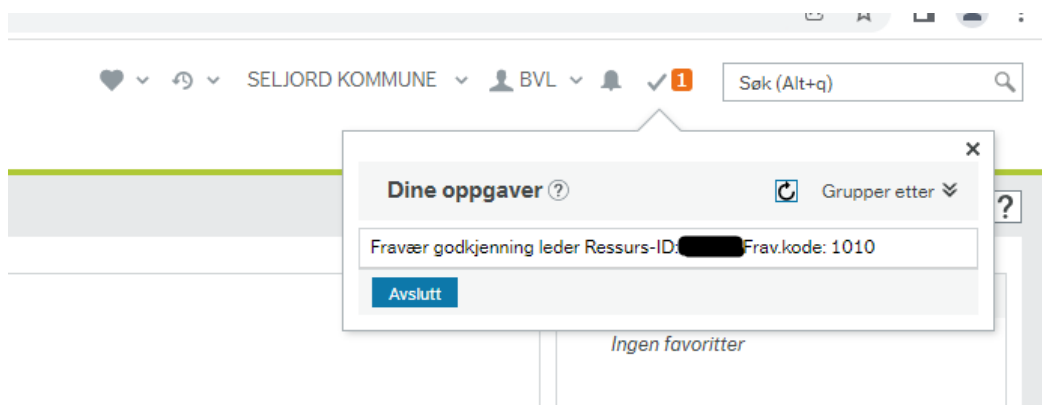 SELJORD KOMMUNE BVL 1 Søk (Alt+q)
Dine oppgaver ? Grupper etter
?
Fravær godkjenning leder Ressurs-ID: Frav.kode: 1010
Avslutt
Ingen favoritter